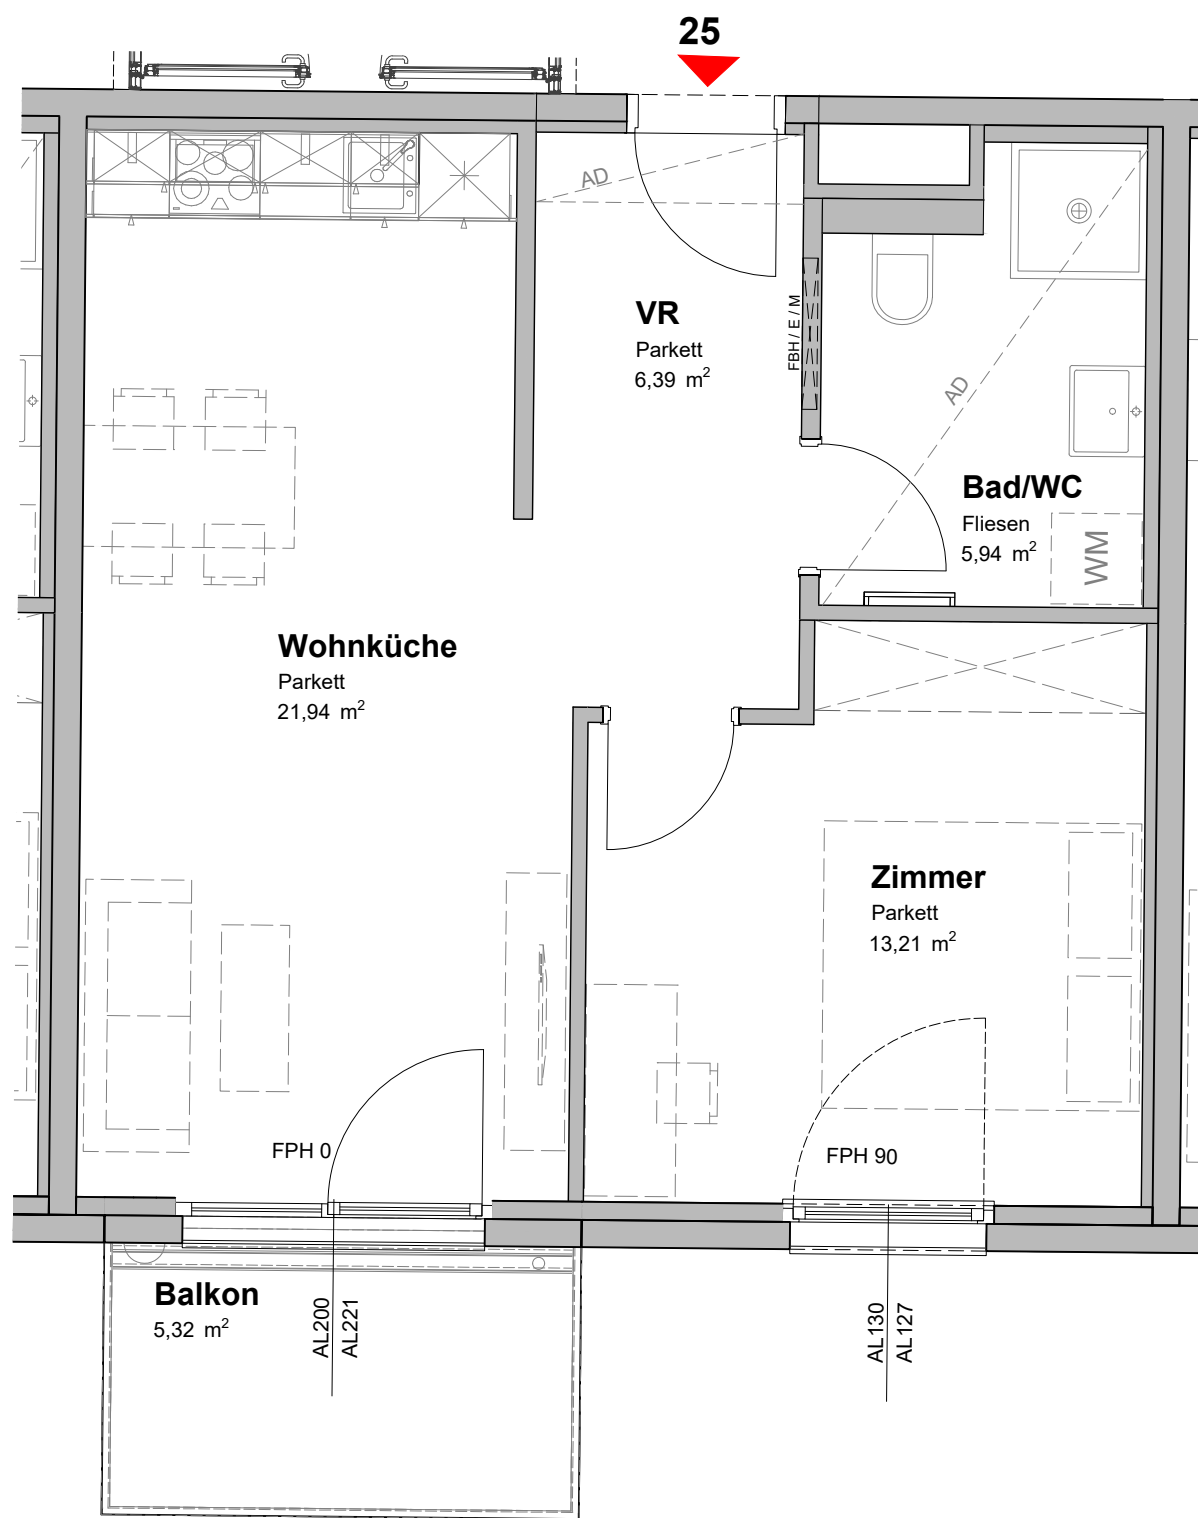 25
AD
VR
Parkett
6,39 m²
FBH / E / M
AD
Bad/WC
Fliesen
5,94 m²
WM
Wohnküche
Parkett
21,94 m²
Zimmer
Parkett
13,21 m²
FPH 0
FPH 90
Balkon
5,32 m²
AL200
AL221
AL130
AL127